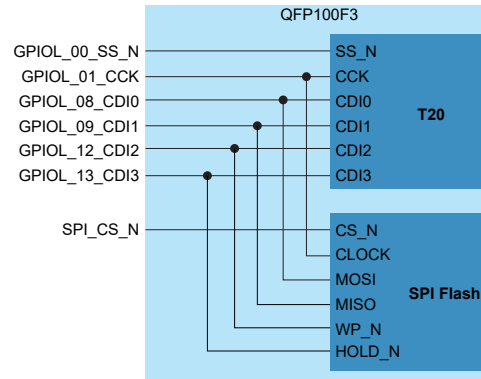 QFP100F3
GPIOL_00_SS_N SS_N
GPIOL_01_CCK CCK
GPIOL_08_CDI0 CDI0
T20
GPIOL_09_CDI1 CDI1
GPIOL_12_CDI2 CDI2
GPIOL_13_CDI3 CDI3
SPI_CS_N CS_N
CLOCK
MOSI
SPI Flash
MISO
WP_N
HOLD_N